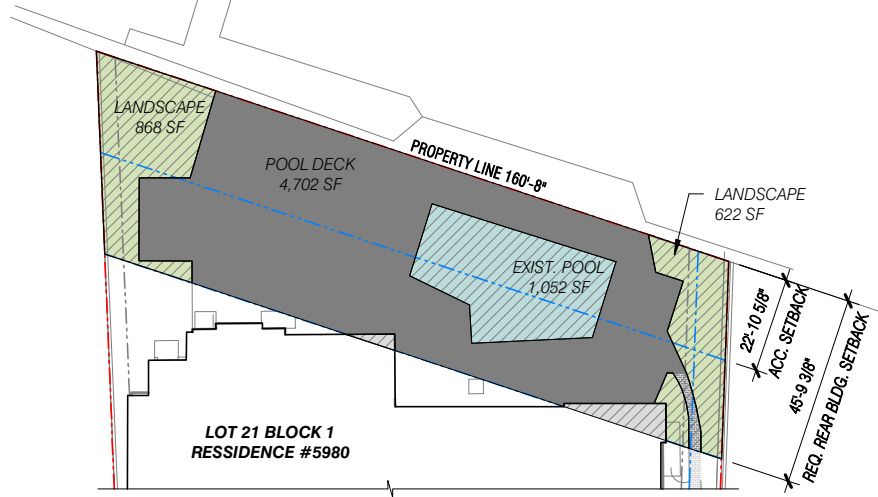 LANDSCAPE
868 SF
POOL DECK
4,702 SF
PROPERTY LINE 160'-8"
LANDSCAPE
622 SF
EXIST. POOL
1,052 SF
22'-10 5/8"
ACC. SETBACK
45'-9 3/8"
REQ. REAR BLDG. SETBACK
LOT 21 BLOCK 1
RESSIDENCE #5980